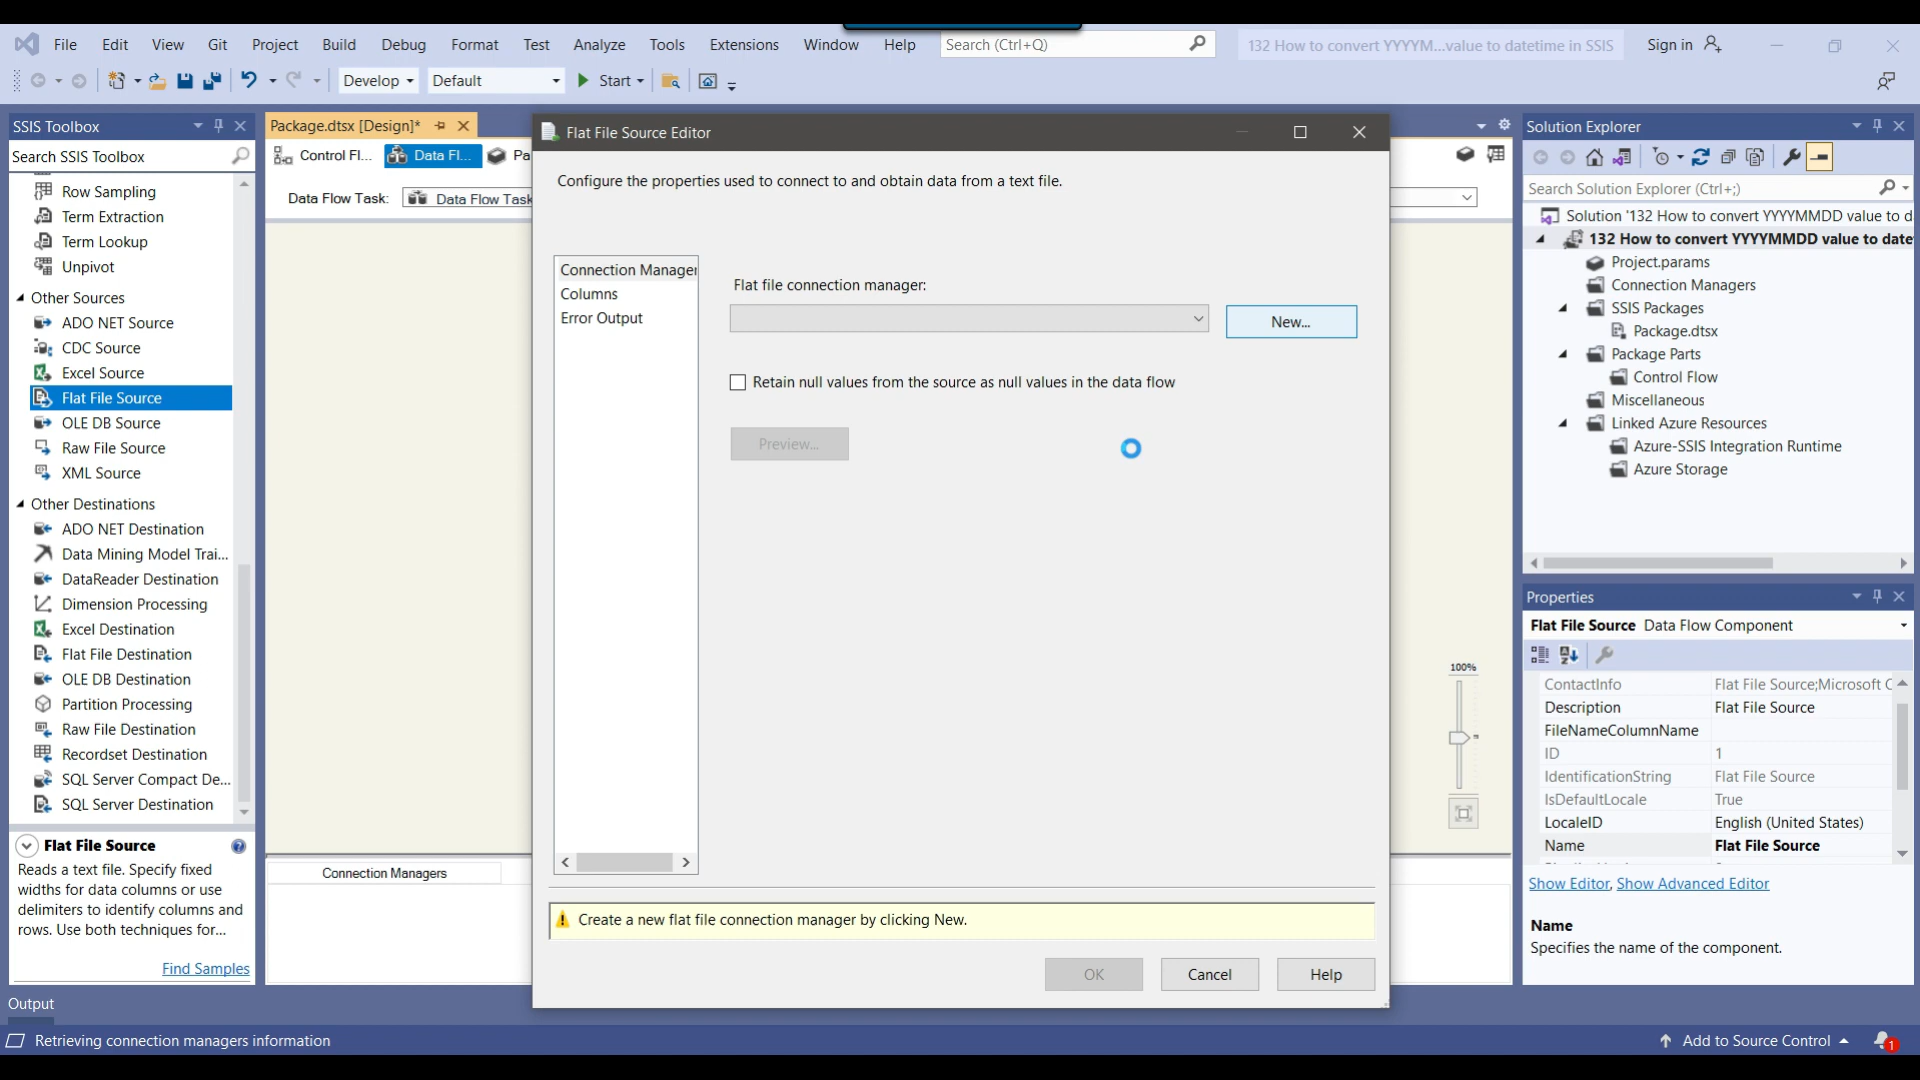 File Edit View Git Project Build Debug Format Test Analyze Tools Extensions Window Help Search (Ctrl+Q) 132 How to convert YYYYM...value to datetime in SSIS Sign in
Develop Default Start
SSIS Toolbox
Search SSIS Toolbox
Row Sampling
Term Extraction
Term Lookup
Unpivot
Other Sources
ADO NET Source
CDC Source
Excel Source
Flat File Source
OLE DB Source
Raw File Source
XML Source
Other Destinations
ADO NET Destination
Data Mining Model Trai...
DataReader Destination
Dimension Processing
Excel Destination
Flat File Destination
OLE DB Destination
Partition Processing
Raw File Destination
Recordset Destination
SQL Server Compact De...
SQL Server Destination
Flat File Source
Reads a text file. Specify fixed
widths for data columns or use
delimiters to identify columns and
rows. Use both techniques for...
Find Samples
Package.dtsx [Design]*
Control Fl... Data Fl... Pa
Data Flow Task: Data Flow Task
Connection Managers
100%
Flat File Source Editor
Configure the properties used to connect to and obtain data from a text file.
Connection Manager
Columns
Error Output
Flat file connection manager:
New...
Retain null values from the source as null values in the data flow
Preview...
Create a new flat file connection manager by clicking New.
OK Cancel Help
Solution Explorer
Search Solution Explorer (Ctrl+;)
Solution '132 How to convert YYYYMMDD value to d
132 How to convert YYYYMMDD value to date
Project.params
Connection Managers
SSIS Packages
Package.dtsx
Package Parts
Control Flow
Miscellaneous
Linked Azure Resources
Azure-SSIS Integration Runtime
Azure Storage
Properties
Flat File Source Data Flow Component
ContactInfo Flat File Source;Microsoft C
Description Flat File Source
FileNameColumnName
ID 1
IdentificationString Flat File Source
IsDefaultLocale True
LocaleID English (United States)
Name Flat File Source
Show Editor, Show Advanced Editor
Name
Specifies the name of the component.
Output
Retrieving connection managers information
Add to Source Control 1